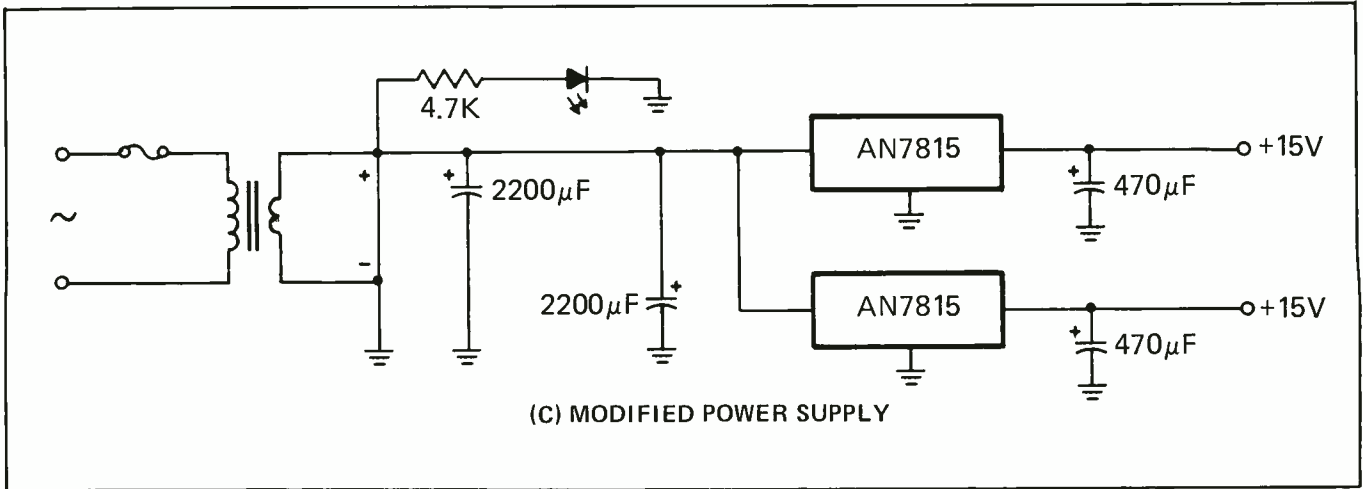 4.7K
AN7815
+15V
+
+
2200µF
+
470µF
~
-
2200µF
+
AN7815
+15V
+
470µF
(C) MODIFIED POWER SUPPLY